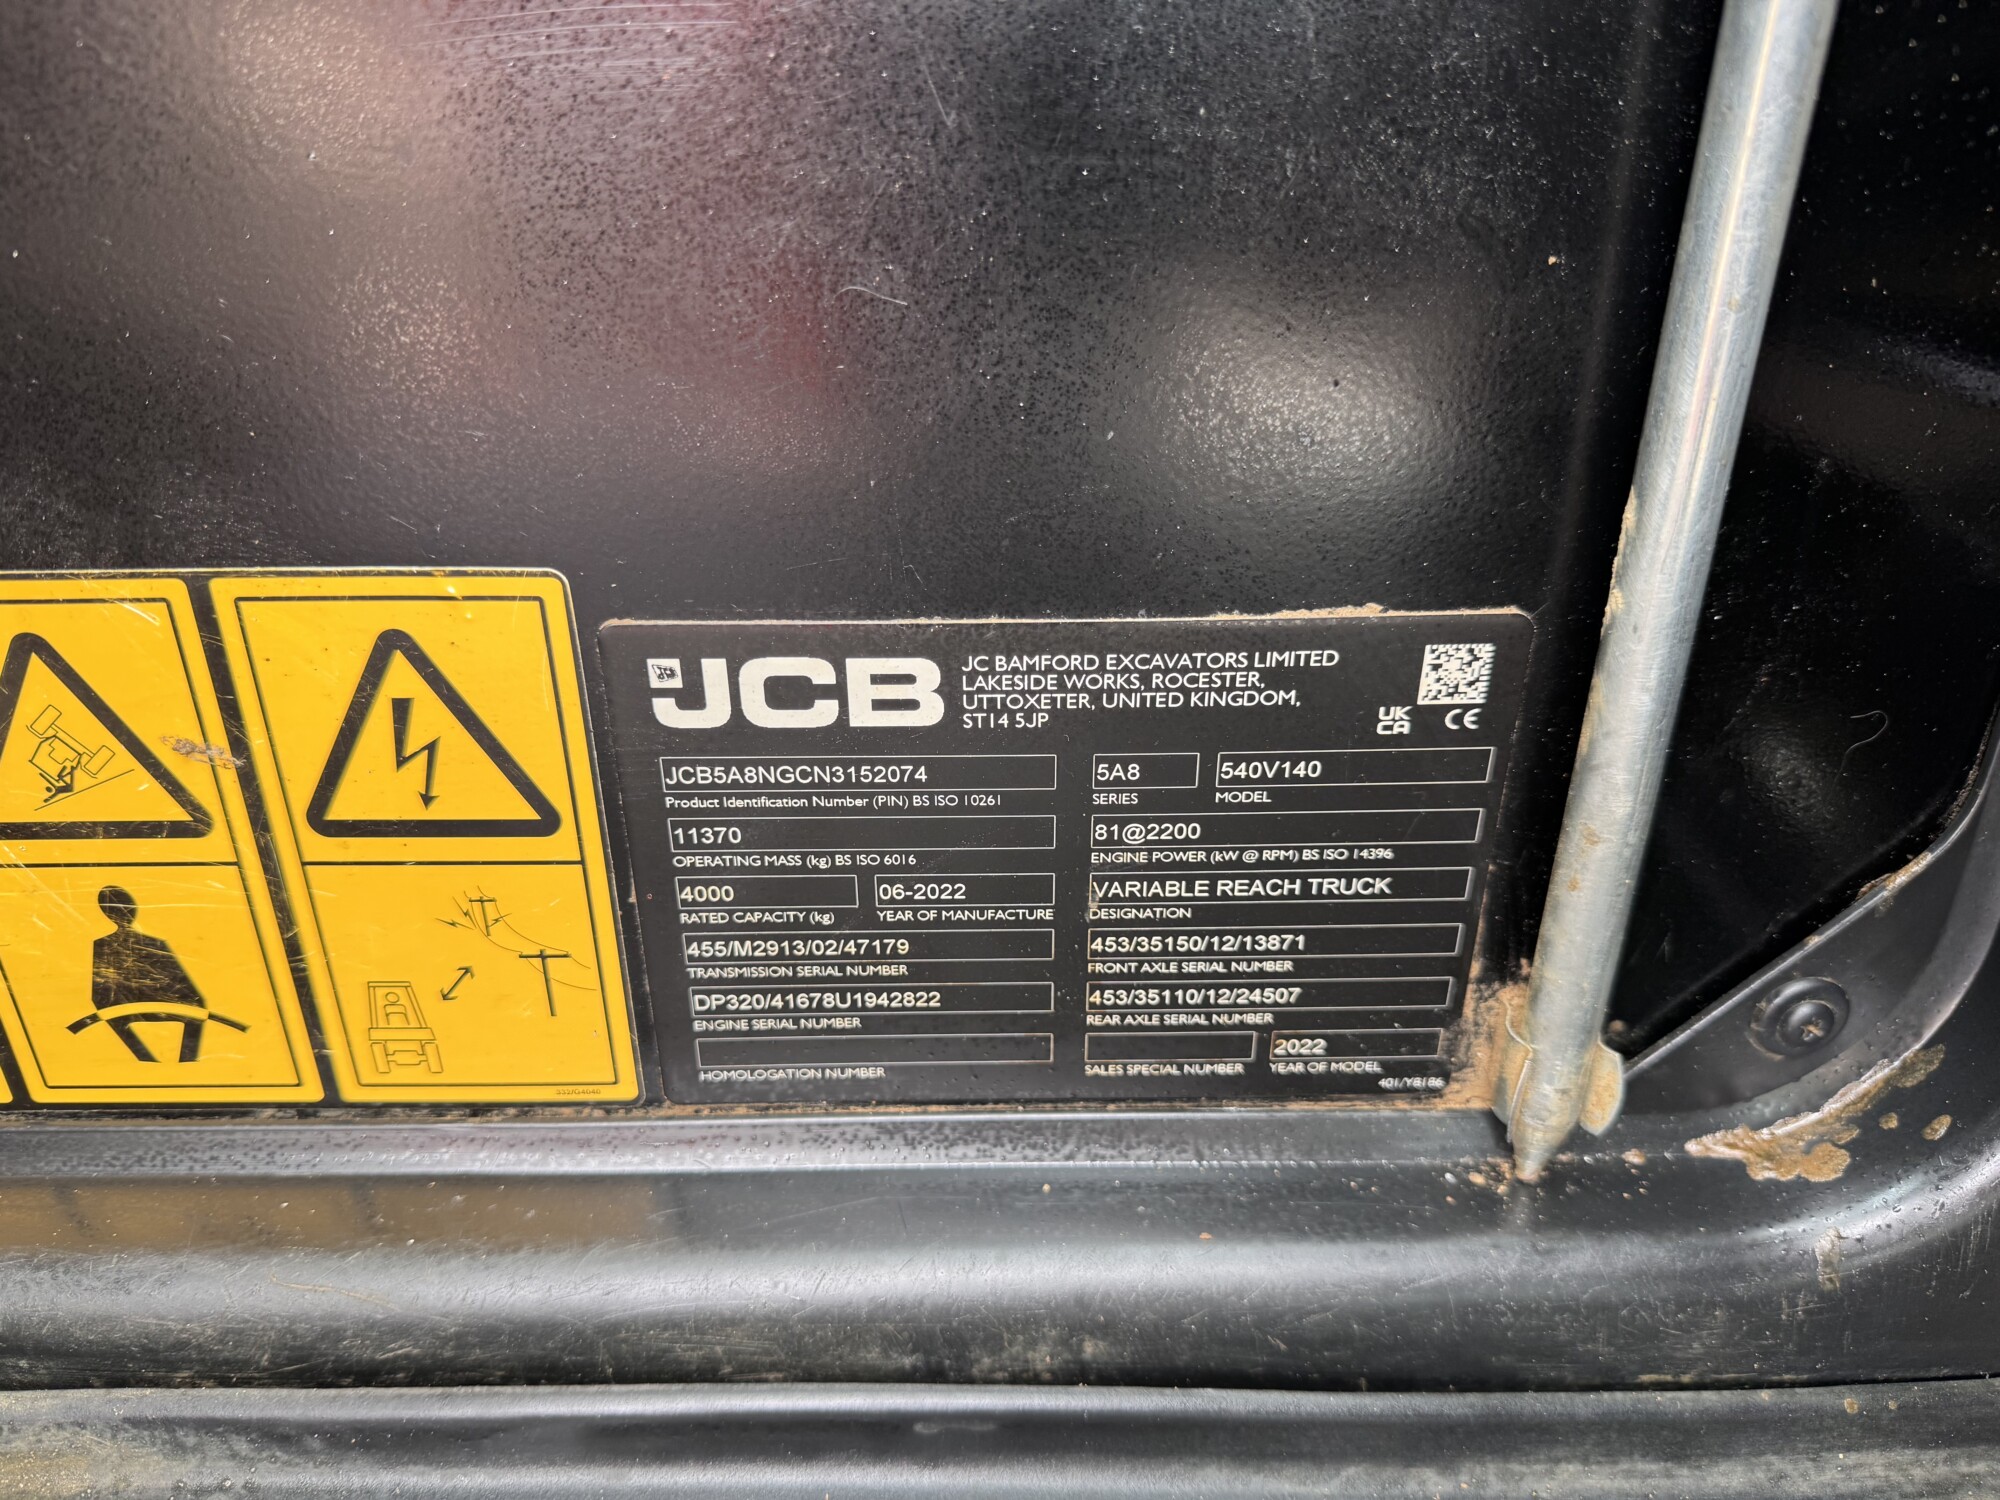 JCB
JC BAMFORD EXCAVATORS LIMITED
LAKESIDE WORKS, ROCESTER,
UTTOXETER, UNITED KINGDOM,
ST14 5JP
UK
CA CE
JCB5A8NGCN3152074 5A8 540V140
Product Identification Number (PIN) BS ISO 10261 SERIES MODEL
11370 81@2200
OPERATING MASS (kg) BS ISO 6016 ENGINE POWER (kW @ RPM) BS ISO 14396
4000 06-2022 VARIABLE REACH TRUCK
RATED CAPACITY (kg) YEAR OF MANUFACTURE DESIGNATION
455/M2913/02/47179 453/35150/12/13871
TRANSMISSION SERIAL NUMBER FRONT AXLE SERIAL NUMBER
DP320/41678U1942822 453/35110/12/24507
ENGINE SERIAL NUMBER REAR AXLE SERIAL NUMBER
2022
HOMOLOGATION NUMBER SALES SPECIAL NUMBER YEAR OF MODEL
401/Y8186
332/G4640